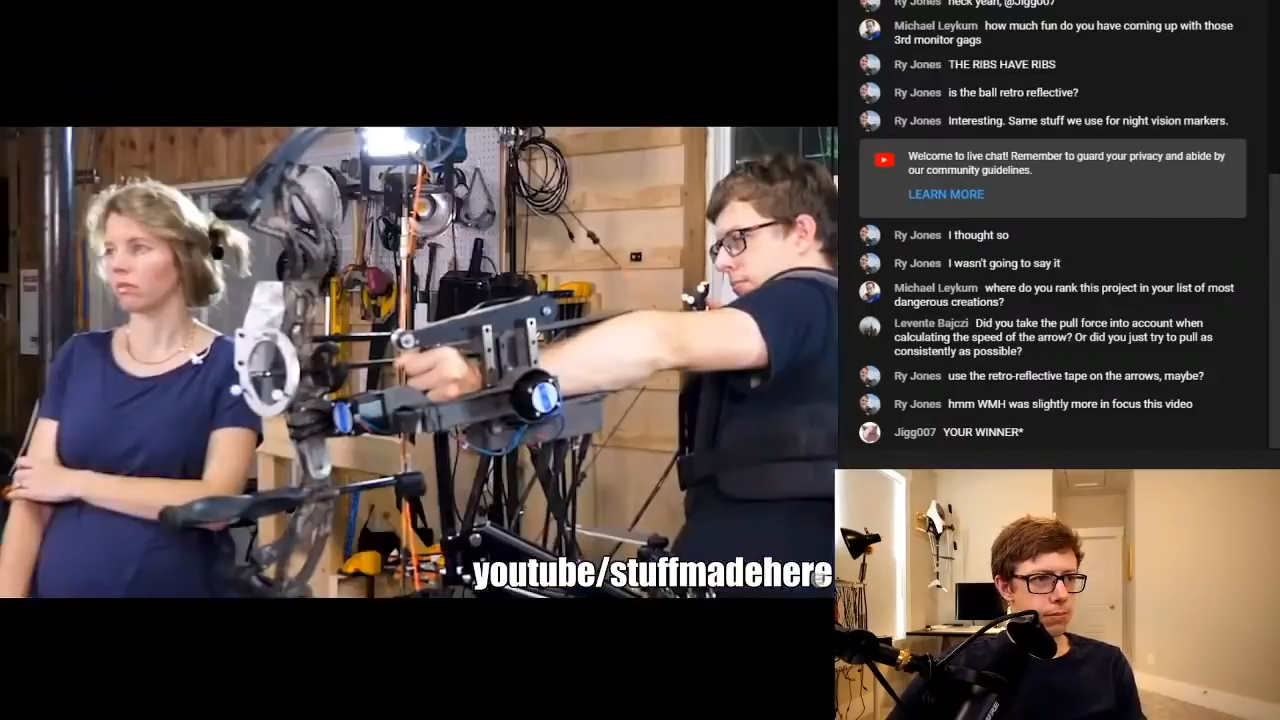 Ry Jones heck yeah, @Jigg007
Michael Leykum how much fun do you have coming up with those
3rd monitor gags
Ry Jones THE RIBS HAVE RIBS
Ry Jones is the ball retro reflective?
Ry Jones Interesting. Same stuff we use for night vision markers.
Welcome to live chat! Remember to guard your privacy and abide by
our community guidelines.
LEARN MORE
Ry Jones I thought so
Ry Jones I wasn't going to say it
Michael Leykum where do you rank this project in your list of most
dangerous creations?
Levente Bajczi Did you take the pull force into account when
calculating the speed of the arrow? Or did you just try to pull as
consistently as possible?
Ry Jones use the retro-reflective tape on the arrows, maybe?
Ry Jones hmm WMH was slightly more in focus this video
Jigg007 YOUR WINNER*
youtube/stuffmadehere